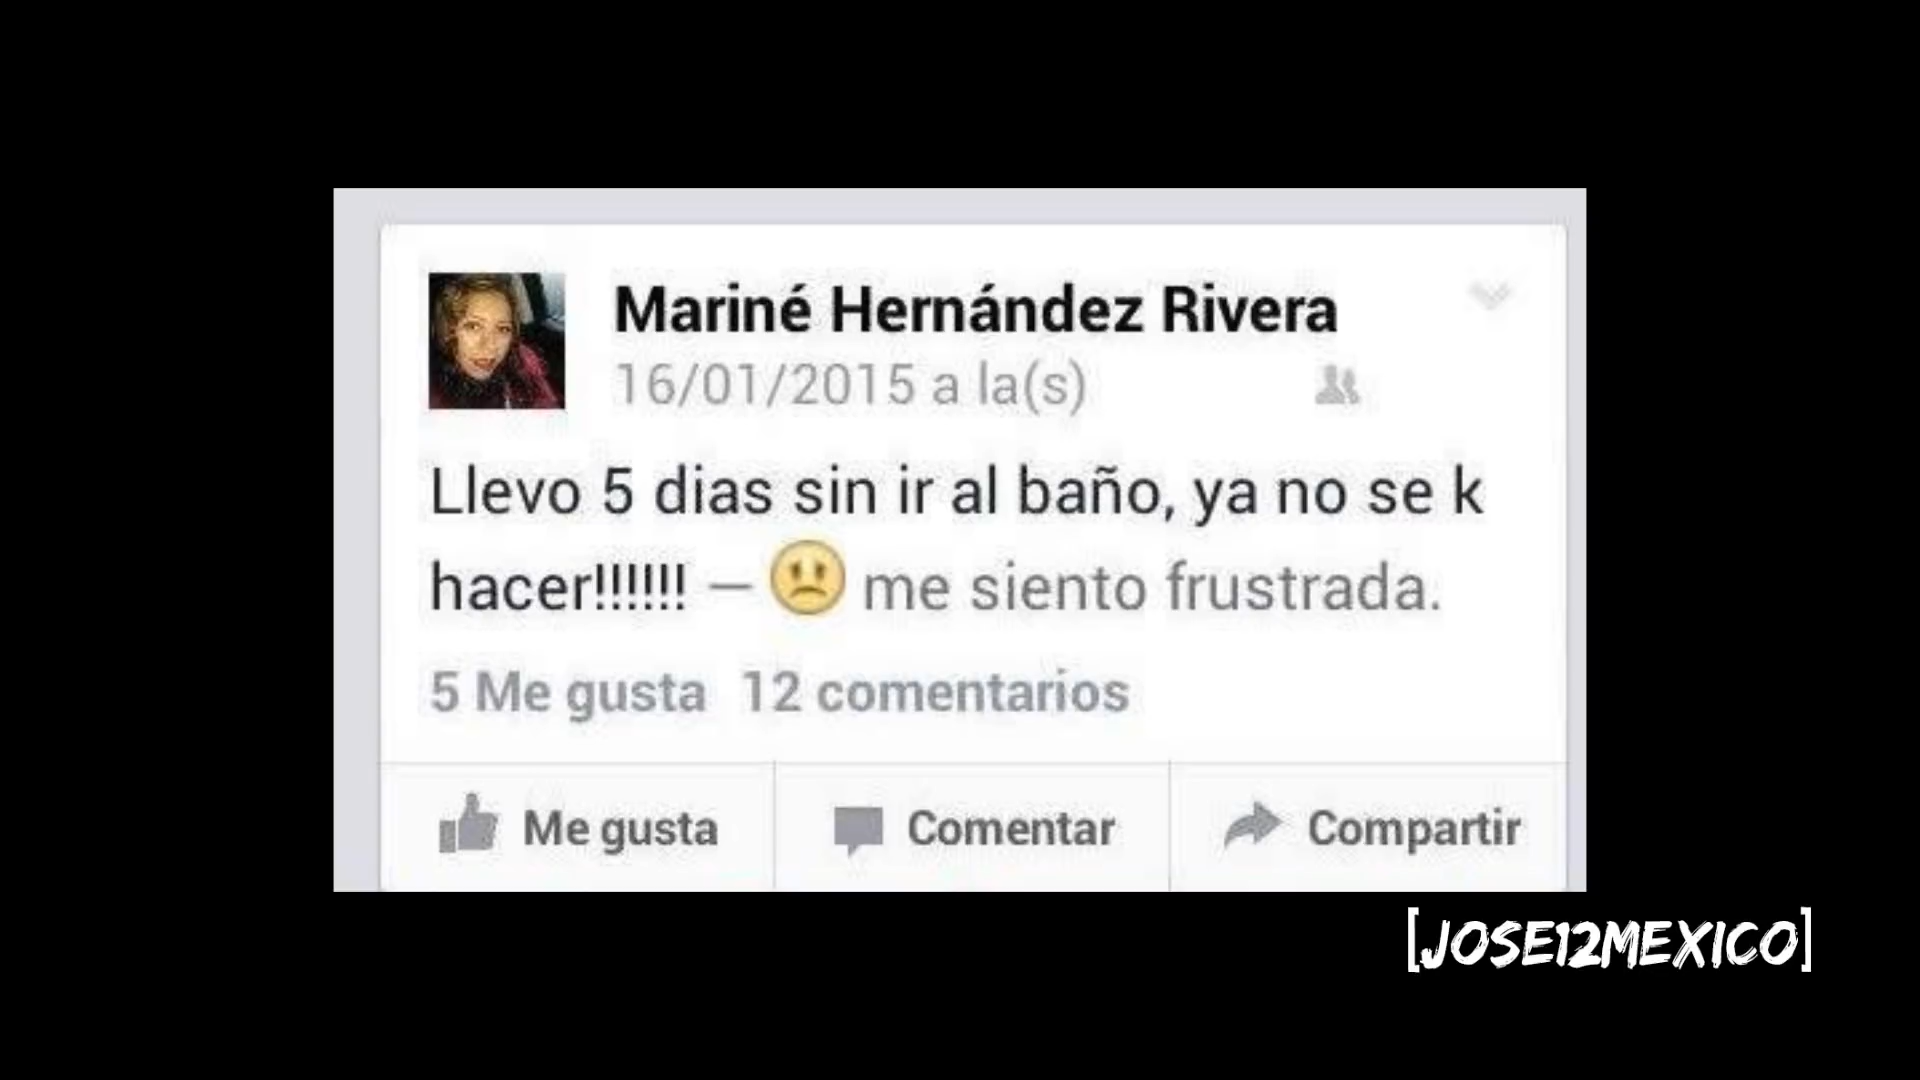 Mariné Hernández Rivera
16/01/2015 a la(s)
Llevo 5 dias sin ir al baño, ya no se k
hacer!!!!!! — me siento frustrada.
5 Me gusta 12 comentarios
Me gusta Comentar Compartir
[JOSE12MEXICO]